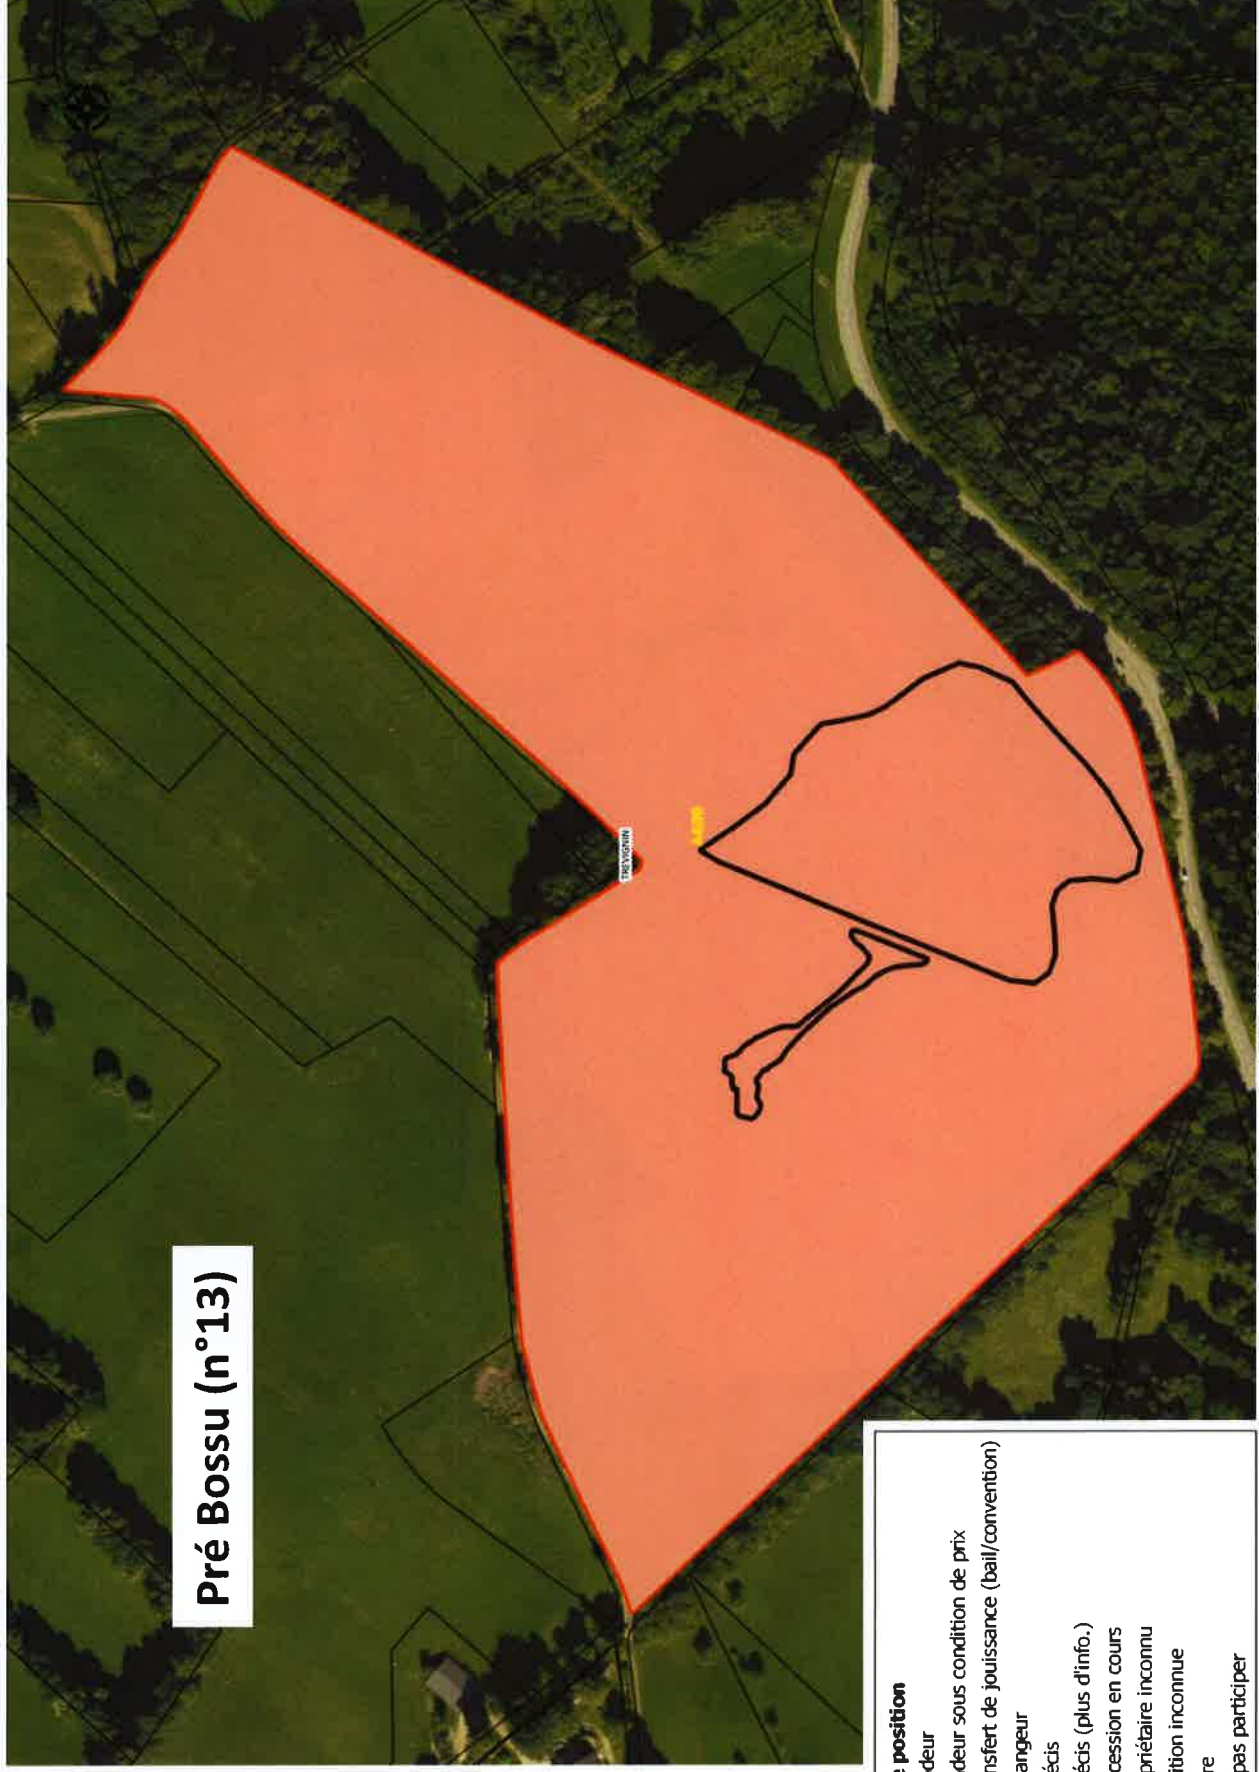 Pré Bossu (n°13)
TREVIGNIN
e position
deur
deur sous condition de prix
nsfert de jouissance (bail/convention)
angeur
écis
écis (plus d'info.)
cession en cours
priétaire inconnu
ition inconnue
re
pas participer